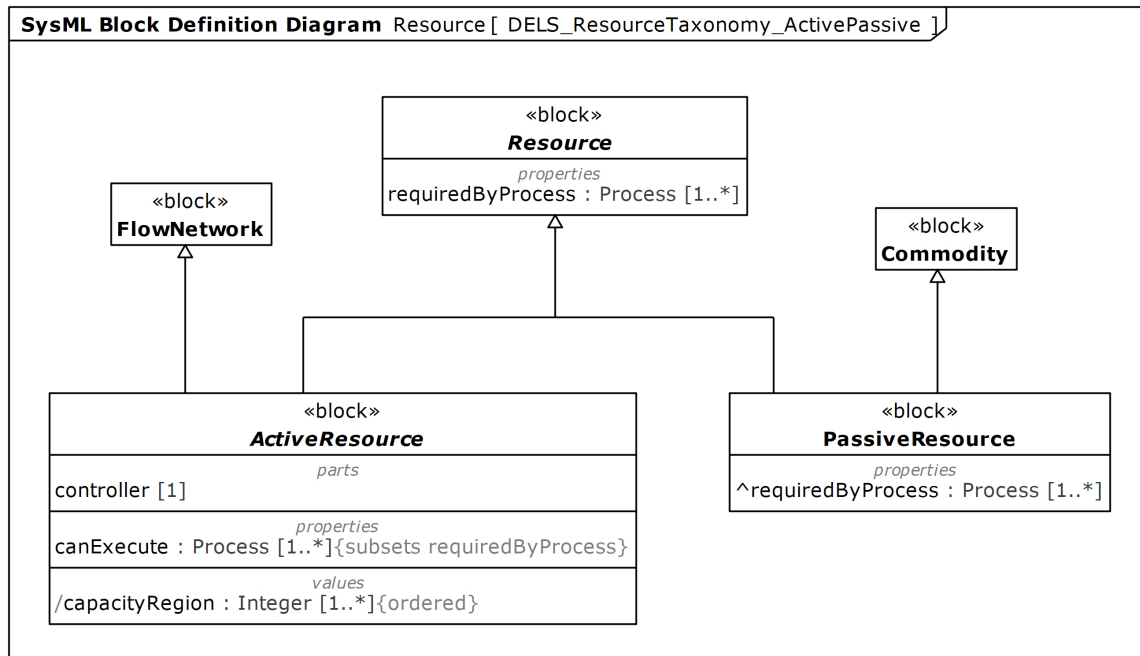 SysML Block Definition Diagram Resource [ DELS_ResourceTaxonomy_ActivePassive ]
«block»
Resource
properties
requiredByProcess : Process [1..*]
«block»
FlowNetwork
«block»
Commodity
«block»
ActiveResource
parts
controller [1]
properties
canExecute : Process [1..*]{subsets requiredByProcess}
values
/capacityRegion : Integer [1..*]{ordered}
«block»
PassiveResource
properties
^requiredByProcess : Process [1..*]